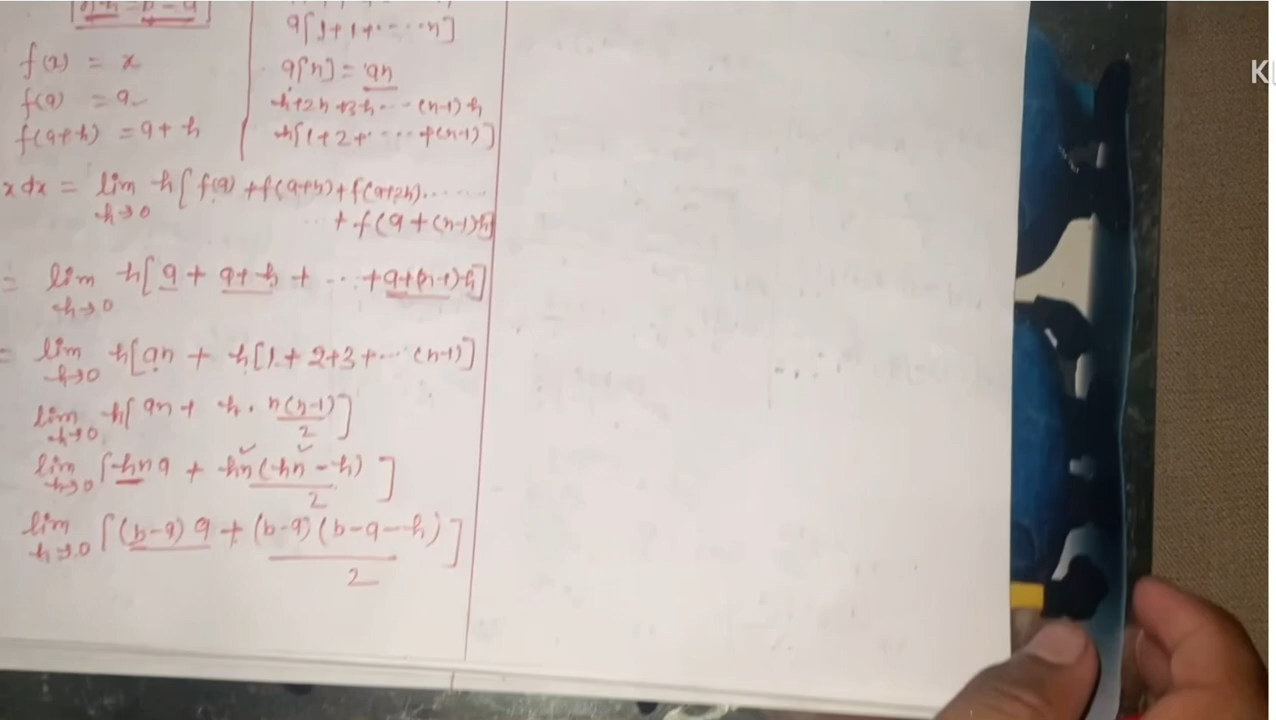 hn = b - a
f(x) = x
f(a) = a
f(a+h) = a+h
a[1+1+.....n]
a[n] = an
h+2h+3h...(n-1)h
h[1+2+.....+(n-1)]
x dx = lim h→0 h[f(a)+f(a+h)+f(a+2h).......
...+ f(a+(n-1)h]
= lim h→0 h[a + a+h + ...+a+(n-1)h]
= lim h→0 h[an + h[1+2+3+...(n-1)]
lim h→0 h[an + h. n(n-1)/2]
lim h→0 [hna + hn(hn-h)/2]
lim h→0 [(b-a)a + (b-a)(b-a-h)/2]